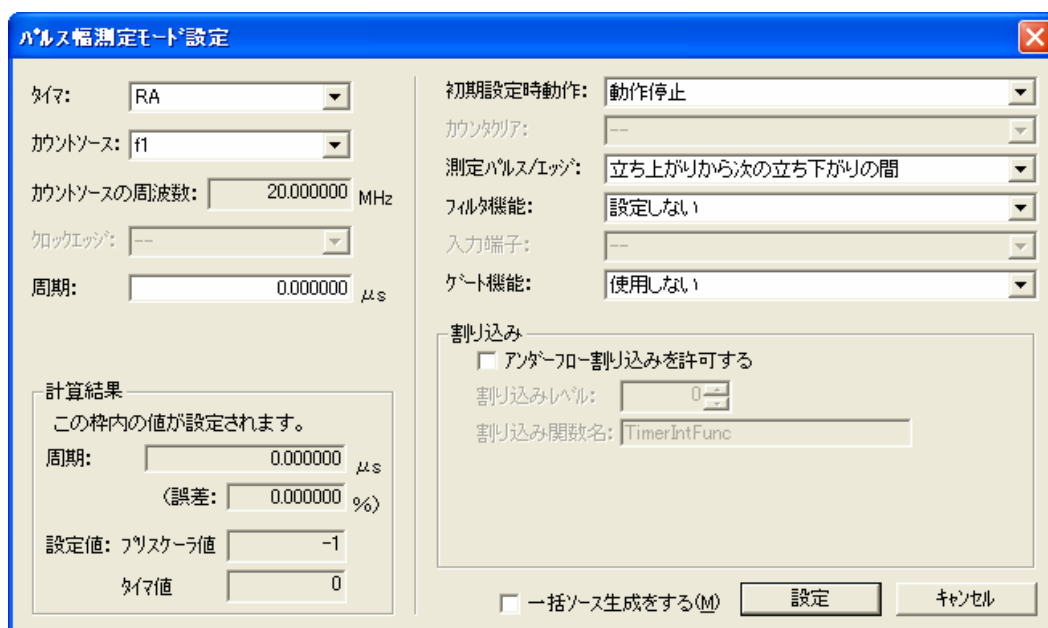 パルス幅測定モード設定
タイマ: RA
カウントソース: f1
カウントソースの周波数: 20.000000 MHz
クロックエッジ: --
周期: 0.000000 μs
計算結果
この枠内の値が設定されます。
周期: 0.000000 μs
(誤差: 0.000000 %)
設定値: プリスケーラ値 -1
タイマ値 0
初期設定時動作: 動作停止
カウンタクリア: --
測定パルス/エッジ: 立ち上がりから次の立ち下がりの間
フィルタ機能: 設定しない
入力端子: --
ゲート機能: 使用しない
割り込み
アンダーフロー割り込みを許可する
割り込みレベル: 0
割り込み関数名: TimerIntFunc
一括ソース生成をする(M) 設定 キャンセル